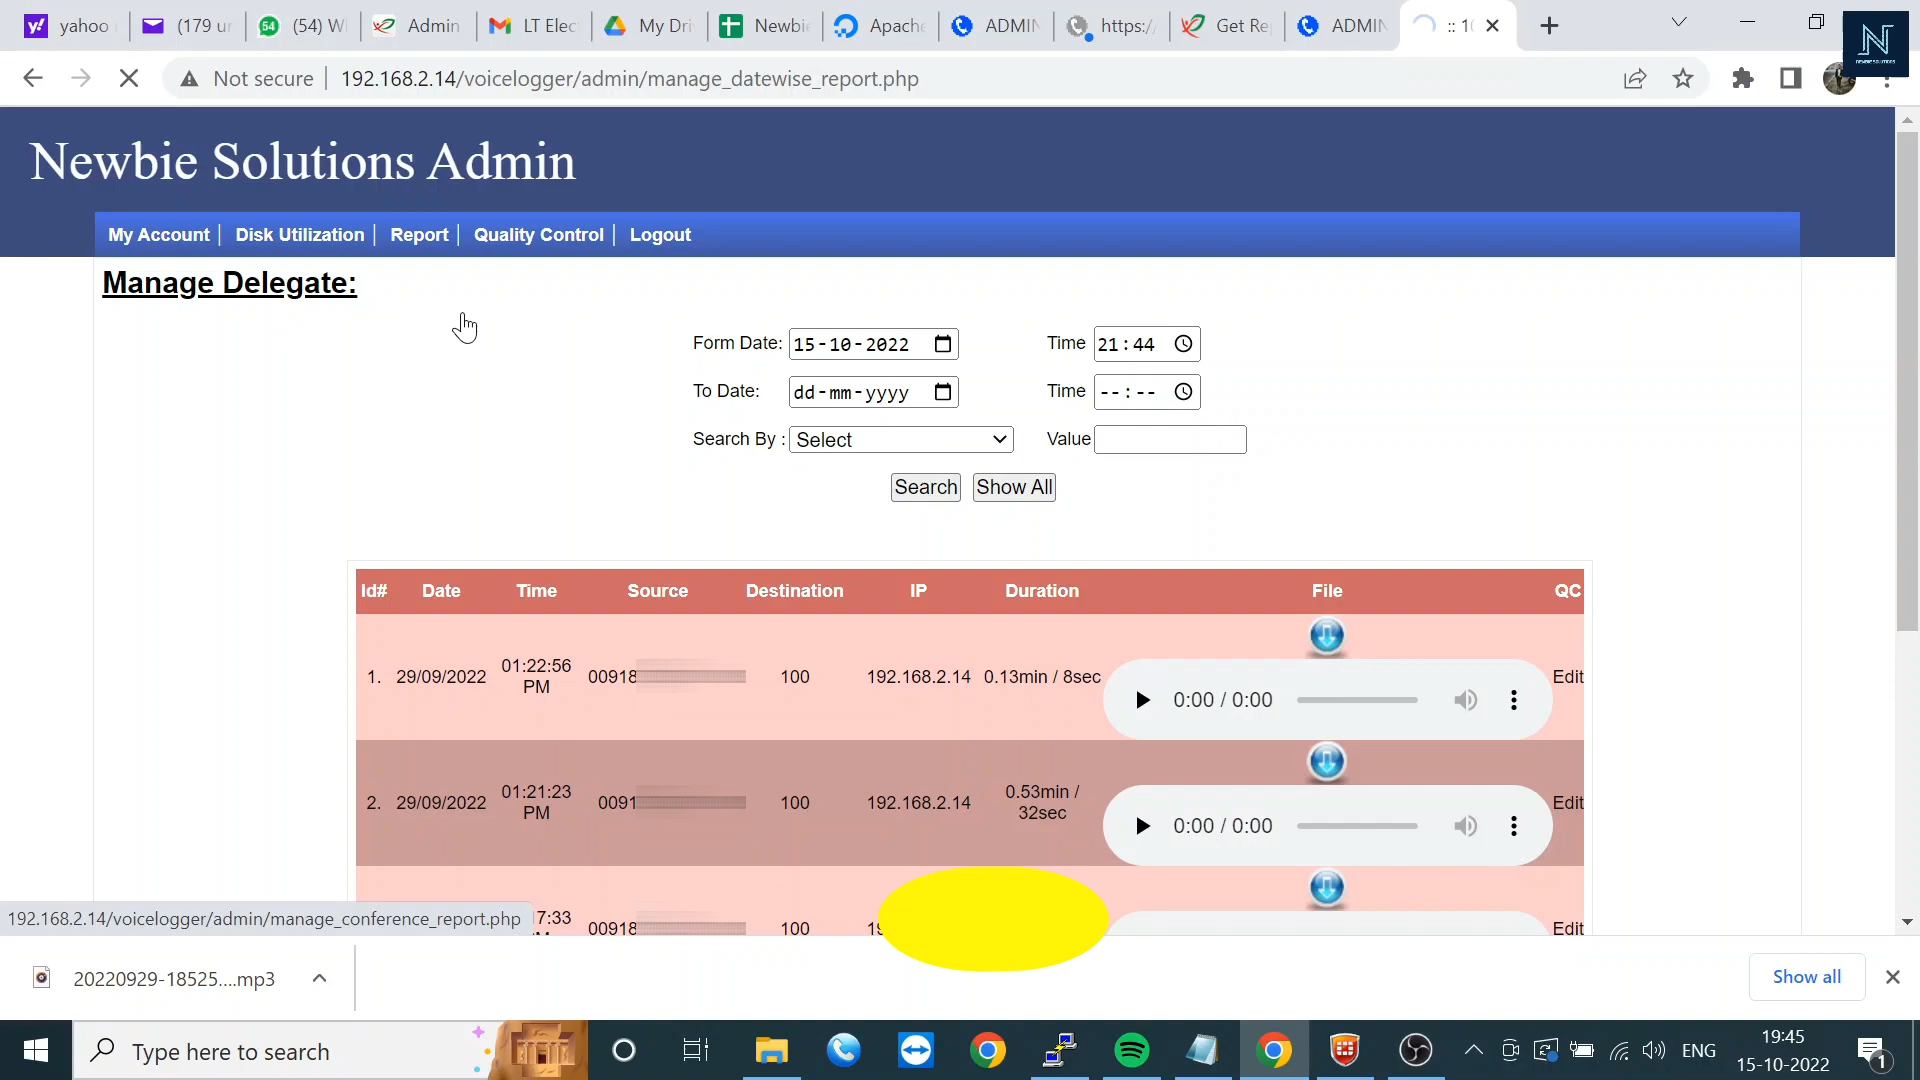 yahoo
(179 ur
54
(54) W
Admin
LT Elec
My Dri
Newbie
Apache
ADMIN
https:/
Get Re
ADMIN
:: 10
N
NEWBIE SOLUTIONS
Not secure
192.168.2.14/voicelogger/admin/manage_datewise_report.php
Newbie Solutions Admin
My Account
Disk Utilization
Report
Quality Control
Logout
Manage Delegate:
Form Date:
15-10-2022
Time
21:44
To Date:
dd-mm-yyyy
Time
--:--
Search By :
Select
Value
Search
Show All
Id# Date Time Source Destination IP Duration File QC
1. 29/09/2022 01:22:56 PM 00918 100 192.168.2.14 0.13min / 8sec 0:00 / 0:00 Edit
2. 29/09/2022 01:21:23 PM 0091 100 192.168.2.14 0.53min / 32sec 0:00 / 0:00 Edit
7:33 00918 100 19 Edit
192.168.2.14/voicelogger/admin/manage_conference_report.php
20220929-18525....mp3
Show all
Type here to search
ENG
19:45
15-10-2022
1